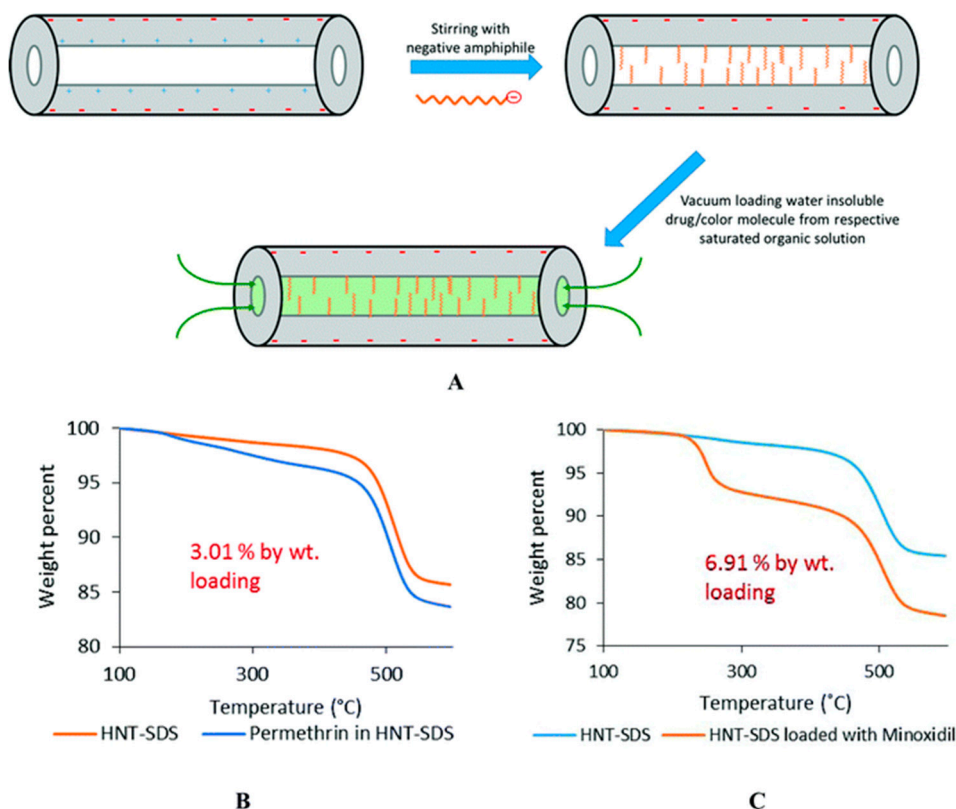 Stirring with
negative amphiphile
Vacuum loading water insoluble
drug/color molecule from respective
saturated organic solution
A
100
95
90
85
80
Weight percent
3.01 % by wt.
loading
100
300
500
Temperature (°C)
HNT-SDS
Permethrin in HNT-SDS
B
100
95
90
85
80
75
Weight percent
6.91 % by wt.
loading
100
300
500
Temperature (°C)
HNT-SDS
HNT-SDS loaded with Minoxidil
C